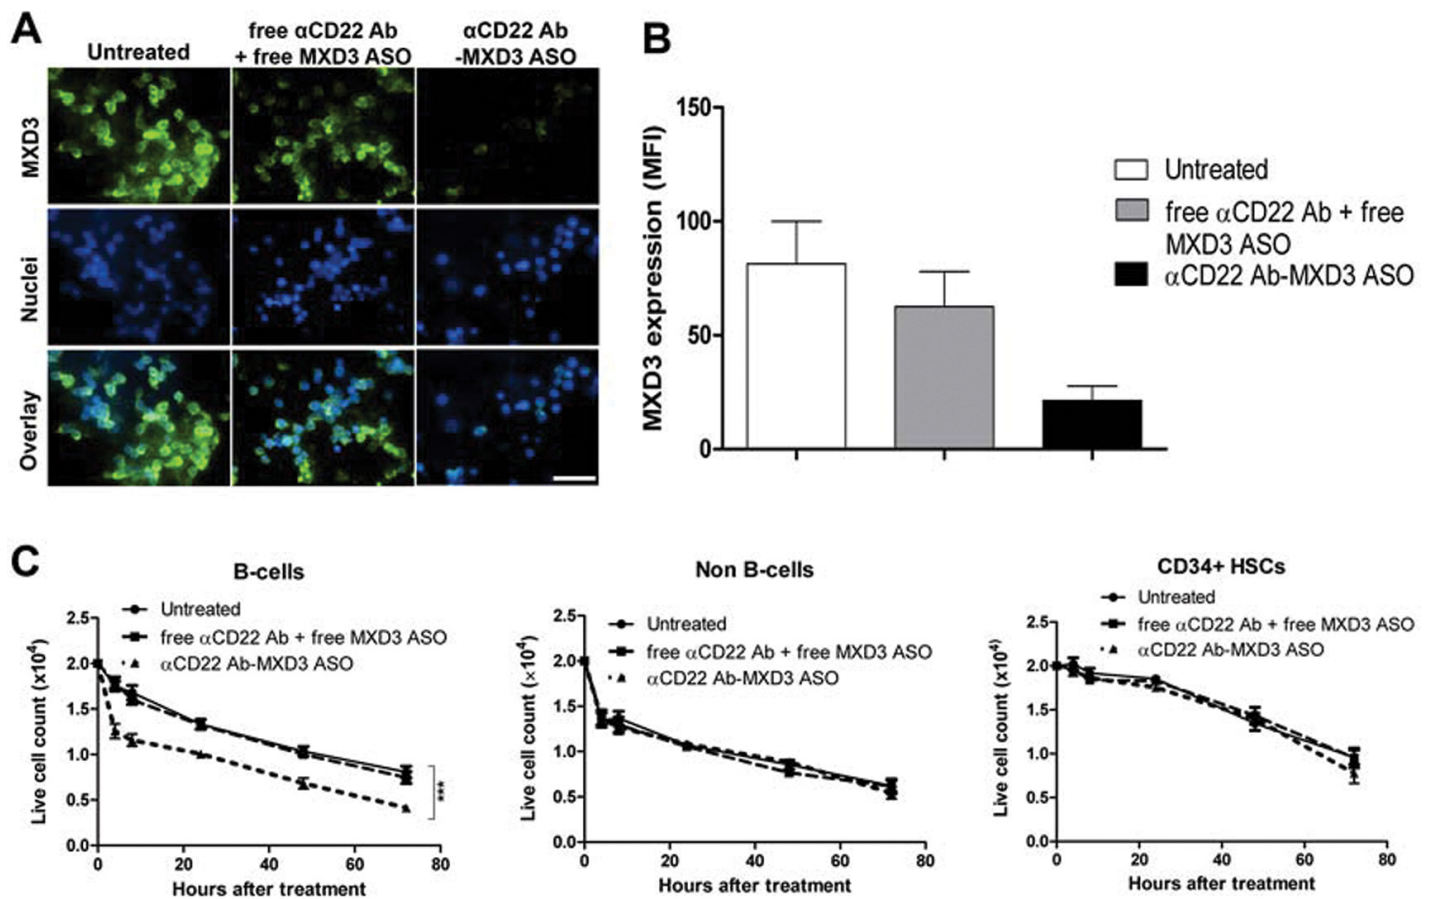 A
Untreated
free αCD22 Ab
+ free MXD3 ASO
αCD22 Ab
-MXD3 ASO
MXD3
Nuclei
Overlay
B
MXD3 expression (MFI)
150
100
50
0
Untreated
free αCD22 Ab + free
MXD3 ASO
αCD22 Ab-MXD3 ASO
C
B-cells
Untreated
free αCD22 Ab + free MXD3 ASO
αCD22 Ab-MXD3 ASO
Live cell count (x10⁴)
2.5
2.0
1.5
1.0
0.5
0.0
0 20 40 60 80
Hours after treatment
***
Non B-cells
Untreated
free αCD22 Ab + free MXD3 ASO
αCD22 Ab-MXD3 ASO
Live cell count (×10⁴)
2.5
2.0
1.5
1.0
0.5
0.0
0 20 40 60 80
Hours after treatment
CD34+ HSCs
Untreated
free αCD22 Ab + free MXD3 ASO
αCD22 Ab-MXD3 ASO
Live cell count (x10⁴)
2.5
2.0
1.5
1.0
0.5
0.0
0 20 40 60 80
Hours after treatment